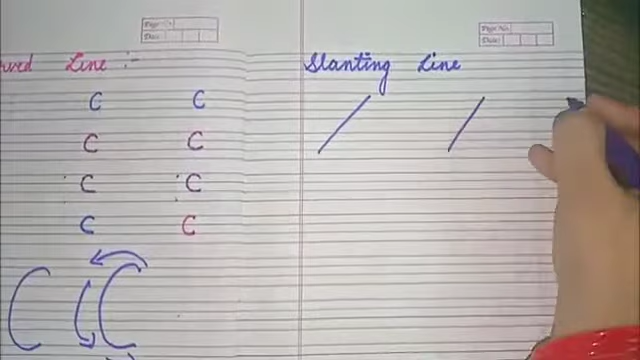 Page No.
Date:
Page No.
Date:
Line :-
Slanting Line
C C
C C
C C
C C